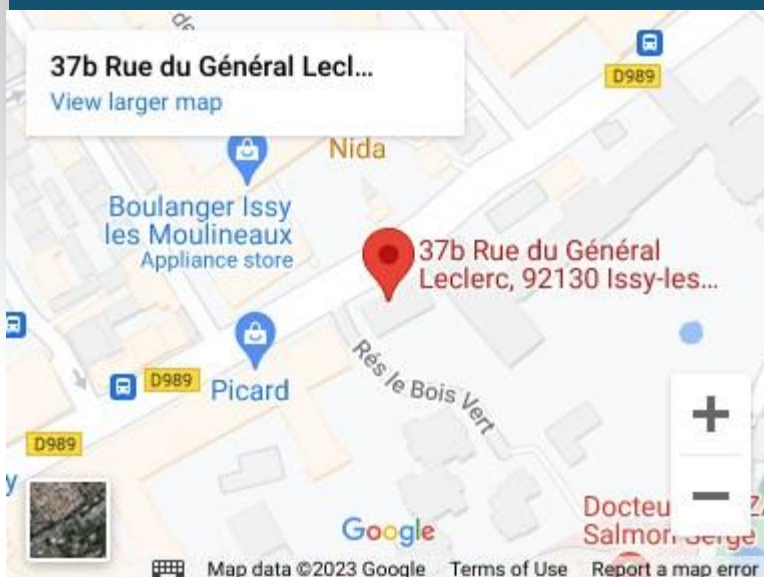 de
37b Rue du Général Lecl...
View larger map
D989
Nida
Boulanger Issy
les Moulineaux
Appliance store
37b Rue du Général
Leclerc, 92130 Issy-les...
D989
Picard
Rés le Bois Vert
D989
y
Docteu
Salmon Serge
Google
Map data ©2023 Google
Terms of Use
Report a map error